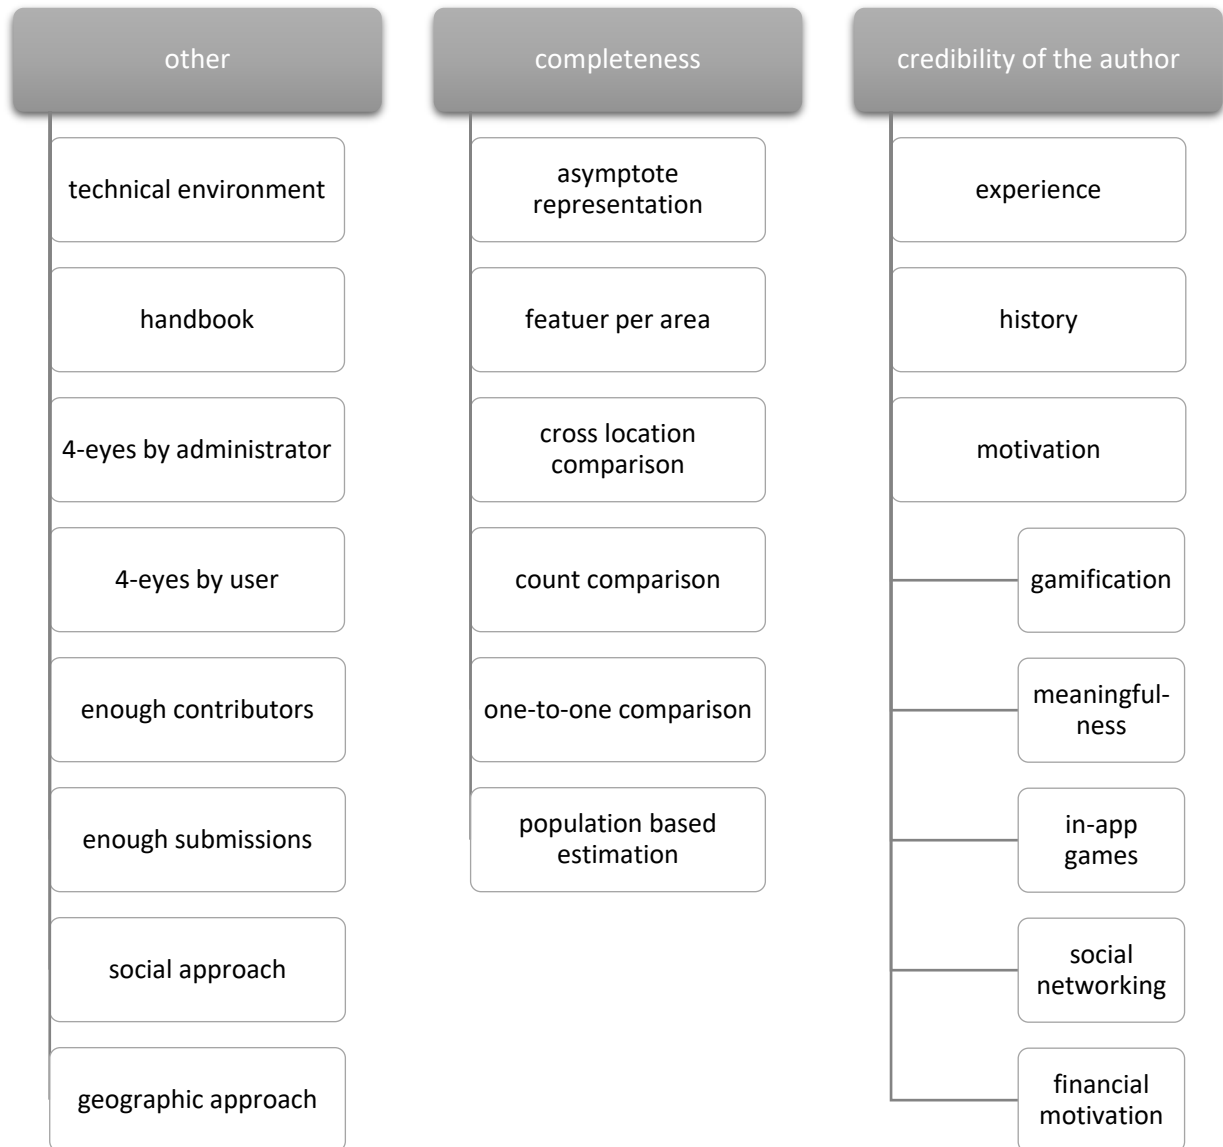 other
technical environment
handbook
4-eyes by administrator
4-eyes by user
enough contributors
enough submissions
social approach
geographic approach
completeness
asymptote
representation
featuer per area
cross location
comparison
count comparison
one-to-one comparison
population based
estimation
credibility of the author
experience
history
motivation
gamification
meaningful-
ness
in-app
games
social
networking
financial
motivation